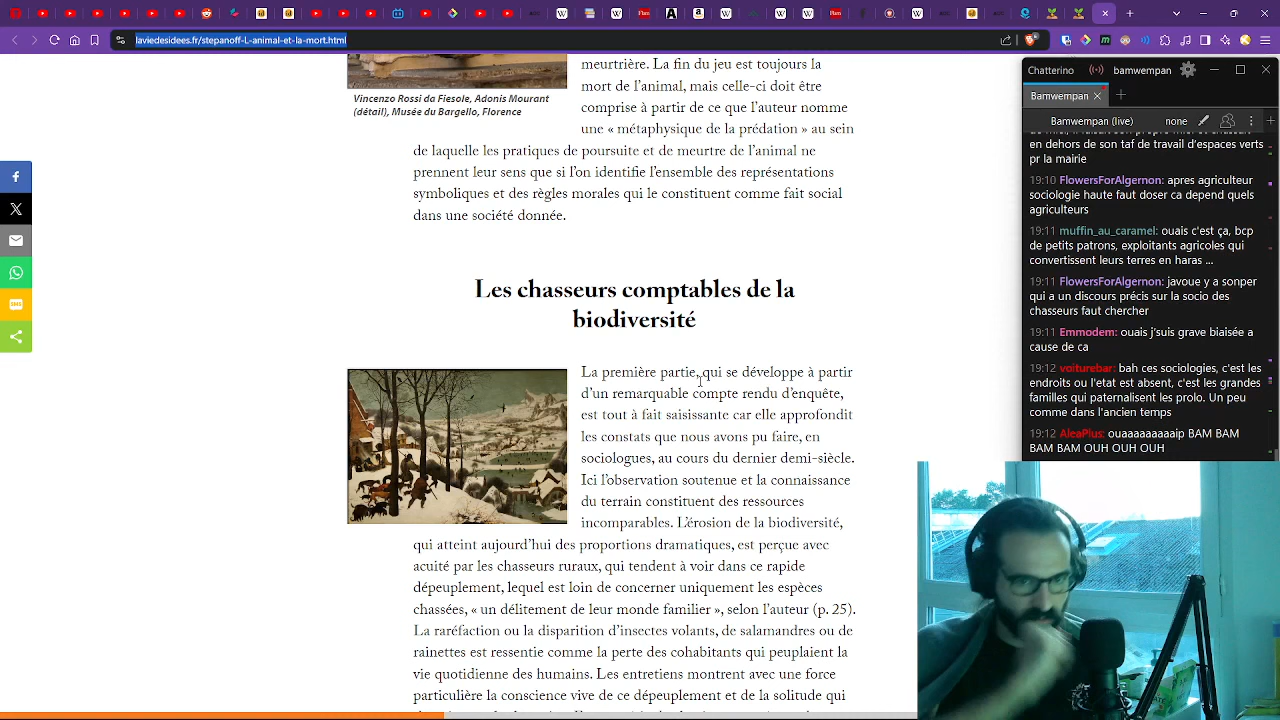 laviedesidees.fr/stepanoff-L-animal-et-la-mort.html
Vincenzo Rossi da Fiesole, Adonis Mourant
(détail), Musée du Bargello, Florence
meurtrière. La fin du jeu est toujours la
mort de l'animal, mais celle-ci doit être
comprise à partir de ce que l'auteur nomme
une « métaphysique de la prédation » au sein
de laquelle les pratiques de poursuite et de meurtre de l'animal ne
prennent leur sens que si l'on identifie l'ensemble des représentations
symboliques et des règles morales qui le constituent comme fait social
dans une société donnée.
Les chasseurs comptables de la
biodiversité
La première partie, qui se développe à partir
d'un remarquable compte rendu d'enquête,
est tout à fait saisissante car elle approfondit
les constats que nous avons pu faire, en
sociologues, au cours du dernier demi-siècle.
Ici l'observation soutenue et la connaissance
du terrain constituent des ressources
incomparables. L'érosion de la biodiversité,
qui atteint aujourd'hui des proportions dramatiques, est perçue avec
acuité par les chasseurs ruraux, qui tendent à voir dans ce rapide
dépeuplement, lequel est loin de concerner uniquement les espèces
chassées, « un délitement de leur monde familier », selon l'auteur (p. 25).
La raréfaction ou la disparition d'insectes volants, de salamandres ou de
rainettes est ressentie comme la perte des cohabitants qui peuplaient la
vie quotidienne des humains. Les entretiens montrent avec une force
particulière la conscience vive de ce dépeuplement et de la solitude qui
SMS
Chatterino
bamwempan
Bamwempan
Bamwempan (live)
none
en dehors de son taf de travail d'espaces verts
pr la mairie
19:10 FlowersForAlgernon: apres agriculteur
sociologie haute faut doser ca depend quels
agriculteurs
19:11 muffin_au_caramel: ouais c'est ça, bcp
de petits patrons, exploitants agricoles qui
convertissent leurs terres en haras ...
19:11 FlowersForAlgernon: javoue y a sonper
qui a un discours précis sur la socio des
chasseurs faut chercher
19:11 Emmodem: ouais j'suis grave blaisée a
cause de ca
19:12 voiturebar: bah ces sociologies, c'est les
endroits ou l'etat est absent, c'est les grandes
familles qui paternalisent les prolo. Un peu
comme dans l'ancien temps
19:12 AleaPlus: ouaaaaaaaaip BAM BAM
BAM BAM OUH OUH OUH